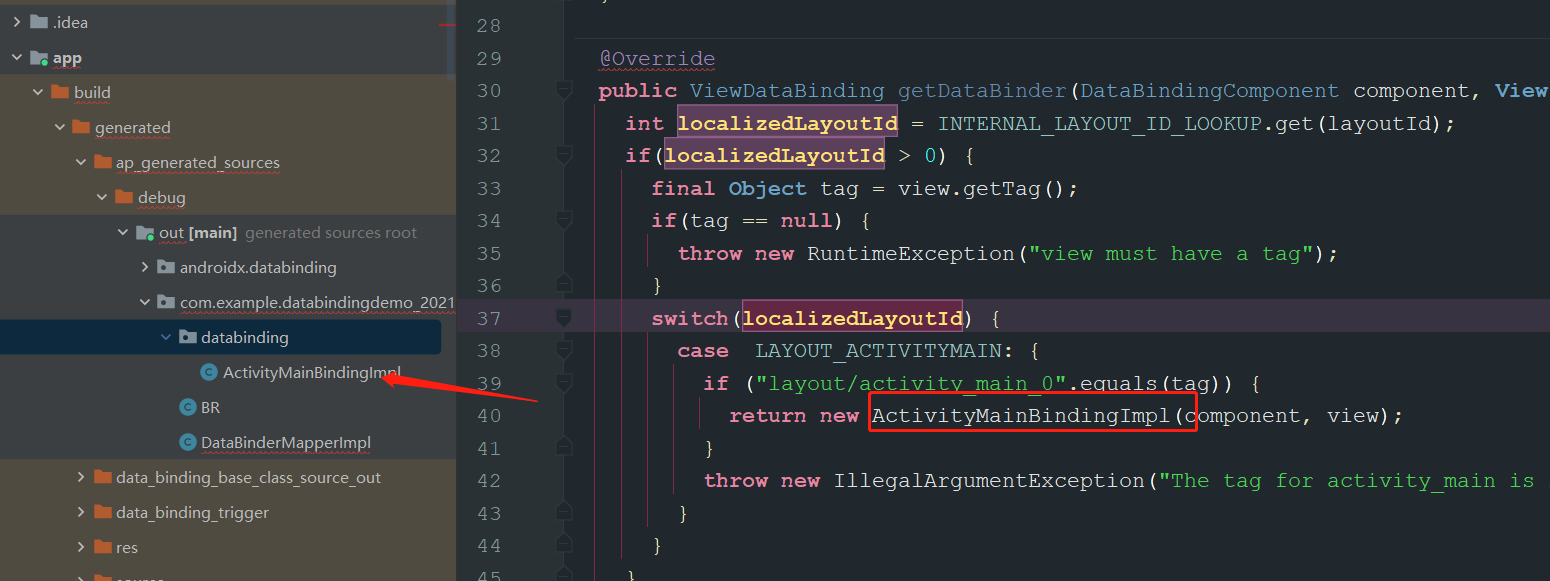 .idea
app
build
generated
ap_generated_sources
debug
out [main] generated sources root
androidx.databinding
com.example.databindingdemo_2021
databinding
ActivityMainBindingImpl
BR
DataBinderMapperImpl
data_binding_base_class_source_out
data_binding_trigger
res
28
29 @Override
30 public ViewDataBinding getDataBinder(DataBindingComponent component, View
31 int localizedLayoutId = INTERNAL_LAYOUT_ID_LOOKUP.get(layoutId);
32 if(localizedLayoutId > 0) {
33 final Object tag = view.getTag();
34 if(tag == null) {
35 throw new RuntimeException("view must have a tag");
36 }
37 switch(localizedLayoutId) {
38 case LAYOUT_ACTIVITYMAIN: {
39 if ("layout/activity_main_0".equals(tag)) {
40 return new ActivityMainBindingImpl(component, view);
41 }
42 throw new IllegalArgumentException("The tag for activity_main is
43 }
44 }
45 }